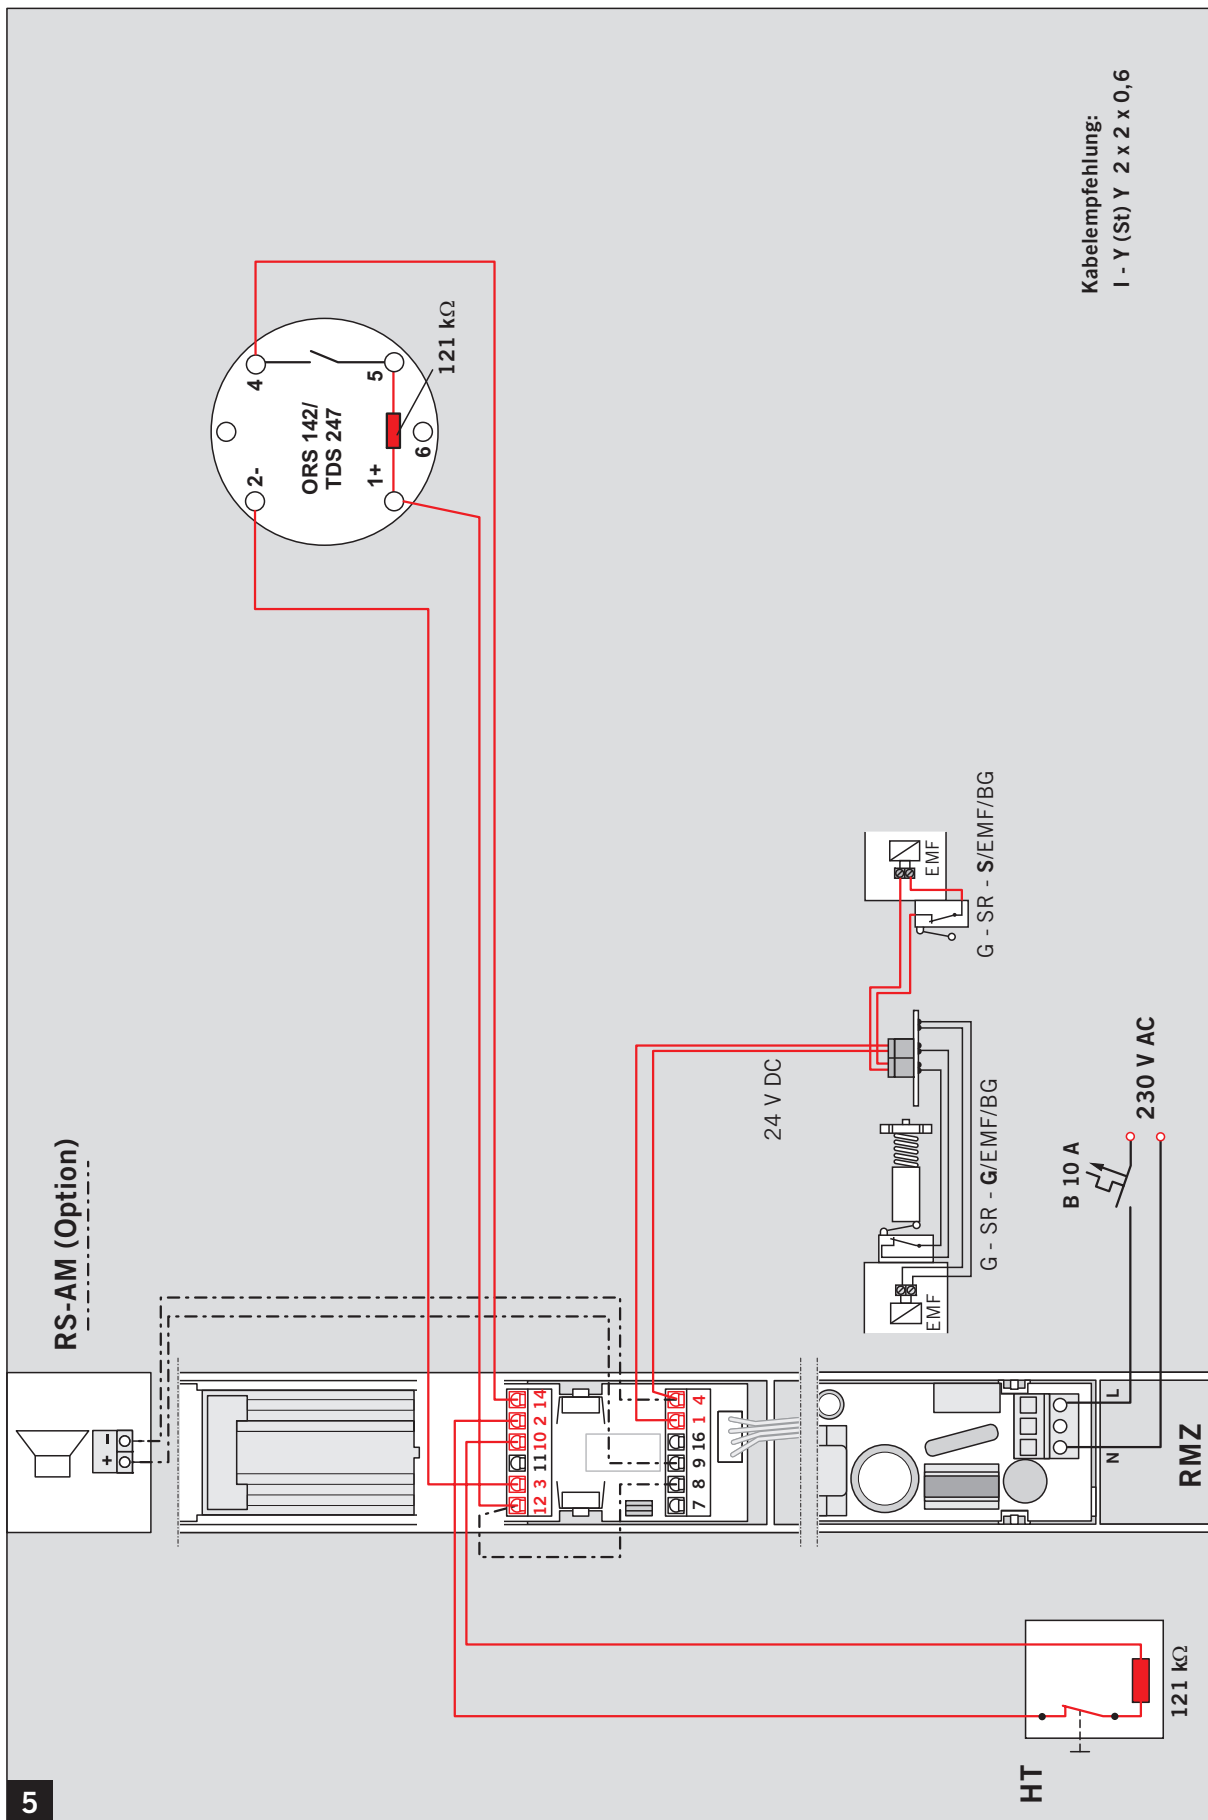 RS-AM (Option)
+ –
4
2-
ORS 142/
TDS 247
5
1+
6
121 kΩ
Kabelempfehlung:
I - Y (St) Y 2 x 2 x 0,6
12 3 11 10 2 14
7 8 9 16 1 4
24 V DC
EMF
G - SR - S/EMF/BG
EMF
G - SR - G/EMF/BG
B 10 A
230 V AC
N
L
RMZ
HT
121 kΩ
5